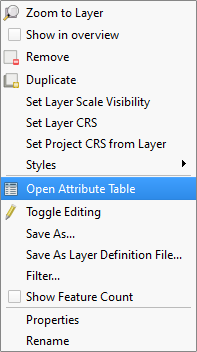 Zoom to Layer
Show in overview
Remove
Duplicate
Set Layer Scale Visibility
Set Layer CRS
Set Project CRS from Layer
Styles
Open Attribute Table
Toggle Editing
Save As...
Save As Layer Definition File...
Filter...
Show Feature Count
Properties
Rename